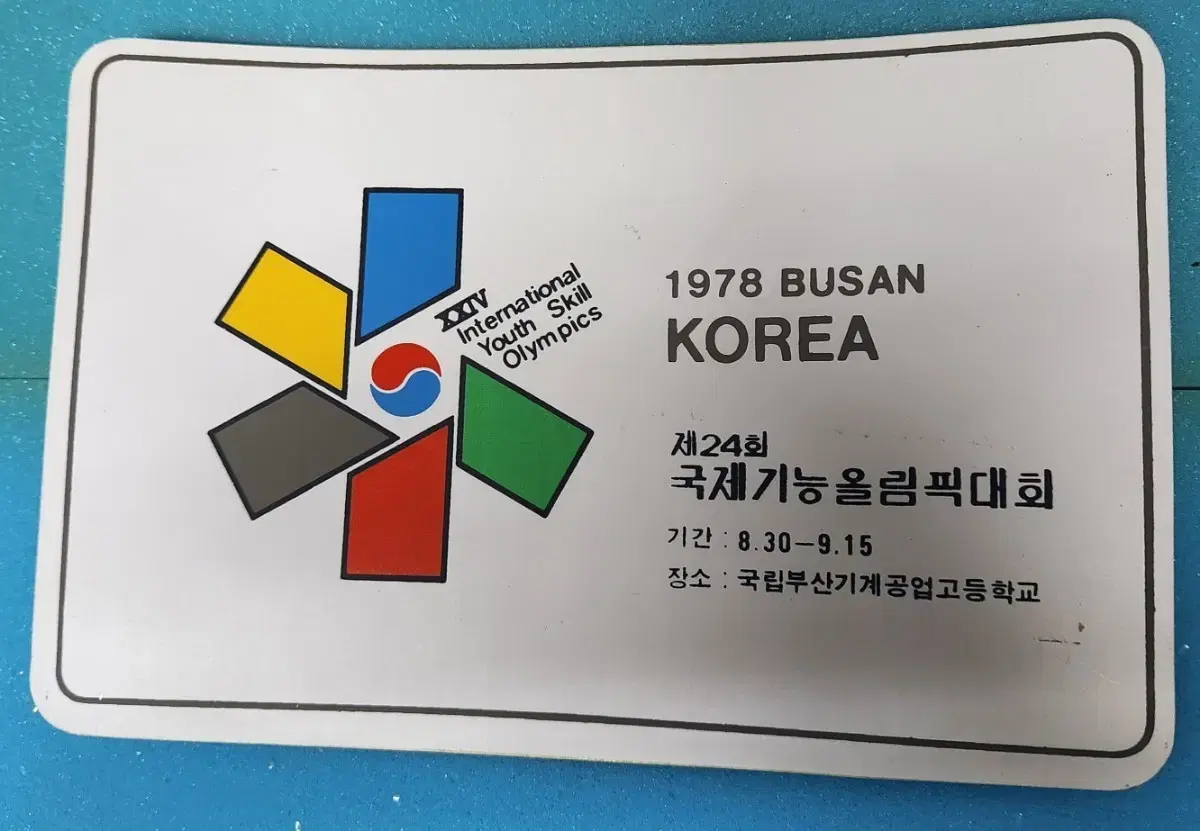 XXIV
International
Youth Skill
Olympics
1978 BUSAN
KOREA
제24회
국제기능올림픽대회
기간 : 8.30-9.15
장소 : 국립부산기계공업고등학교